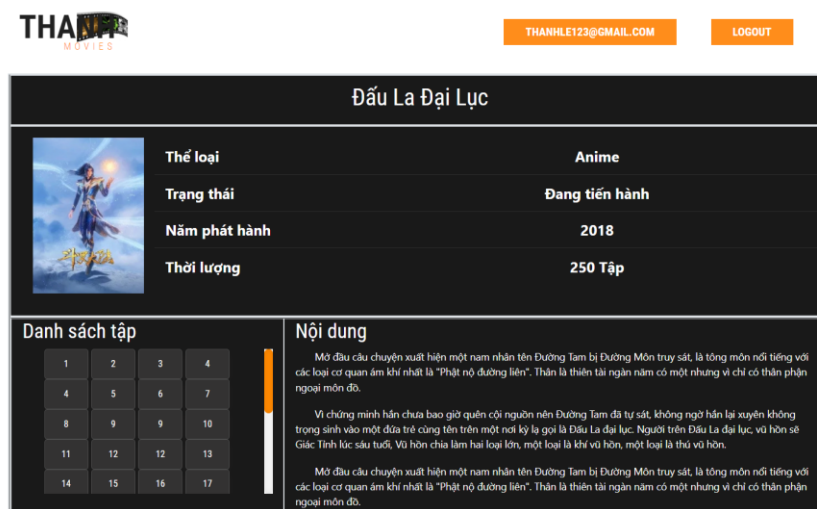 THANH
MOVIES
THANHLE123@GMAIL.COM
LOGOUT
Đấu La Đại Lục
Thể loại
Anime
Trạng thái
Đang tiến hành
Năm phát hành
2018
Thời lượng
250 Tập
Danh sách tập
1 2 3 4
4 5 6 7
8 9 9 10
11 12 12 13
14 15 16 17
Nội dung
Mở đầu câu chuyện xuất hiện một nam nhân tên Đường Tam bị Đường Môn truy sát, là tông môn nổi tiếng với
các loại cơ quan ám khí nhất là "Phật nộ đường liên". Thân là thiên tài ngàn năm có một nhưng vì chỉ có thân phận
ngoại môn đồ.
Vì chứng minh hắn chưa bao giờ quên cội nguồn nên Đường Tam đã tự sát, không ngờ hắn lại xuyên không
trọng sinh vào một đứa trẻ cùng tên trên một nơi kỳ lạ gọi là Đấu La đại lục. Người trên Đấu La đại lục, vũ hồn sẽ
Giác Tỉnh lúc sáu tuổi, Vũ hồn chia làm hai loại lớn, một loại là khí vũ hồn, một loại là thú vũ hồn.
Mở đầu câu chuyện xuất hiện một nam nhân tên Đường Tam bị Đường Môn truy sát, là tông môn nổi tiếng với
các loại cơ quan ám khí nhất là "Phật nộ đường liên". Thân là thiên tài ngàn năm có một nhưng vì chỉ có thân phận
ngoại môn đồ.